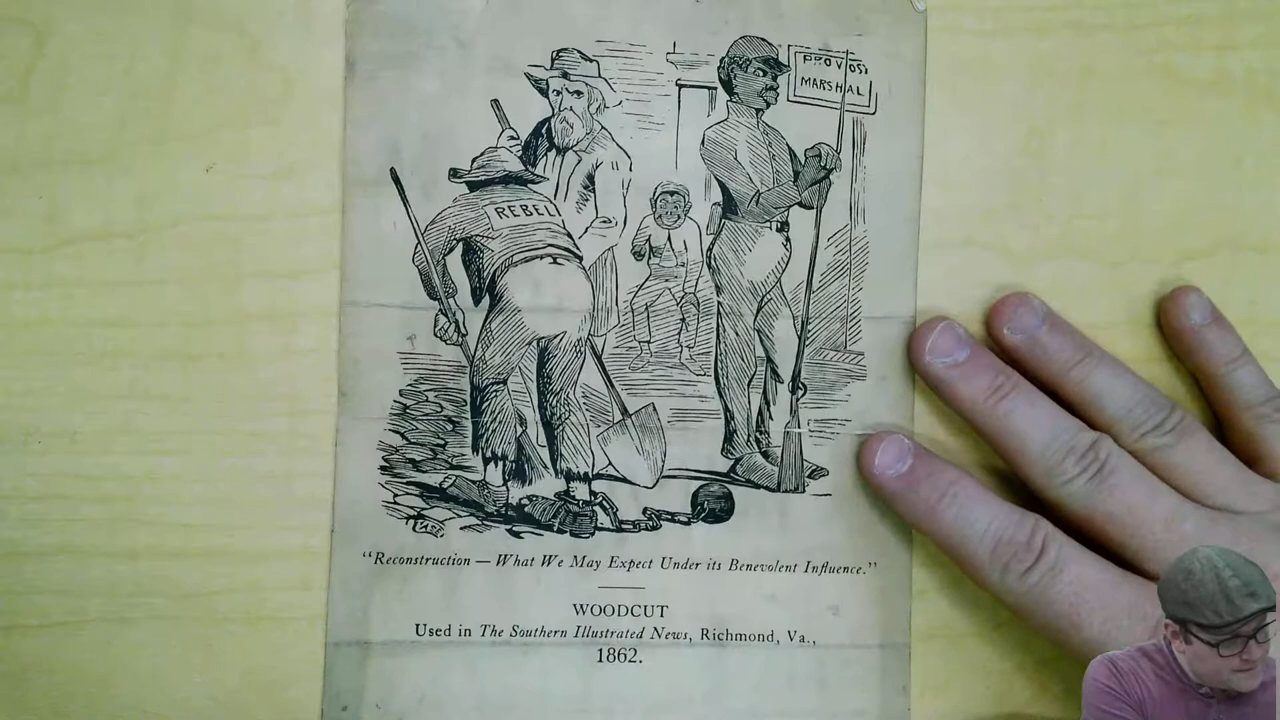 PROVOST
MARSHAL
REBEL
"Reconstruction — What We May Expect Under its Benevolent Influence."
WOODCUT
Used in The Southern Illustrated News, Richmond, Va.,
1862.